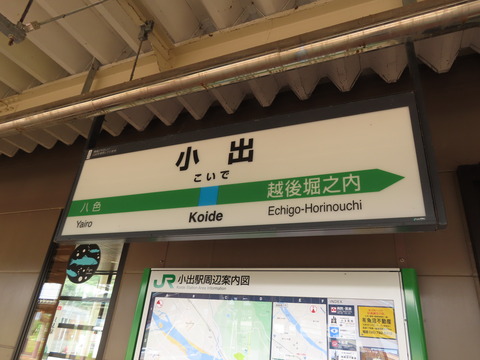 小出
こいで
八色
越後堀之内
Yairo
Koide
Echigo-Horinouchi
JR 小出駅周辺案内図